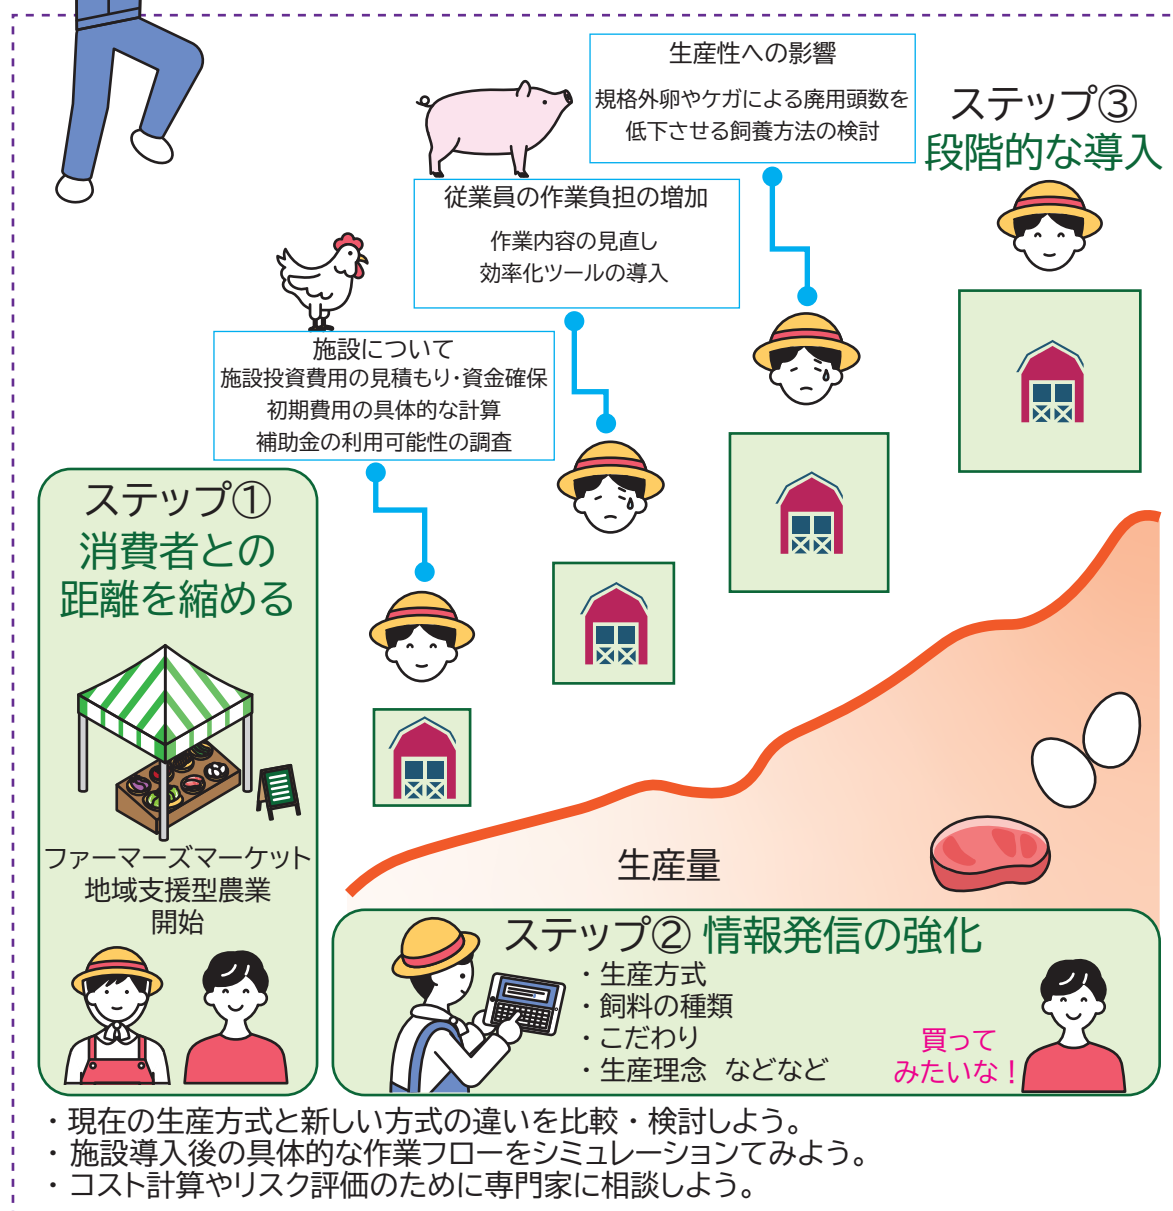 ステップ①
消費者との
距離を縮める
ファーマーズマーケット
地域支援型農業
開始
ステップ② 情報発信の強化
・生産方式
・飼料の種類
・こだわり
・生産理念 などなど
買って
みたいな！
ステップ③
段階的な導入
施設について
施設投資費用の見積もり・資金確保
初期費用の具体的な計算
補助金の利用可能性の調査
従業員の作業負担の増加
作業内容の見直し
効率化ツールの導入
生産性への影響
規格外卵やケガによる廃用頭数を
低下させる飼養方法の検討
生産量
・現在の生産方式と新しい方式の違いを比較・検討しよう。
・施設導入後の具体的な作業フローをシミュレーションてみよう。
・コスト計算やリスク評価のために専門家に相談しよう。